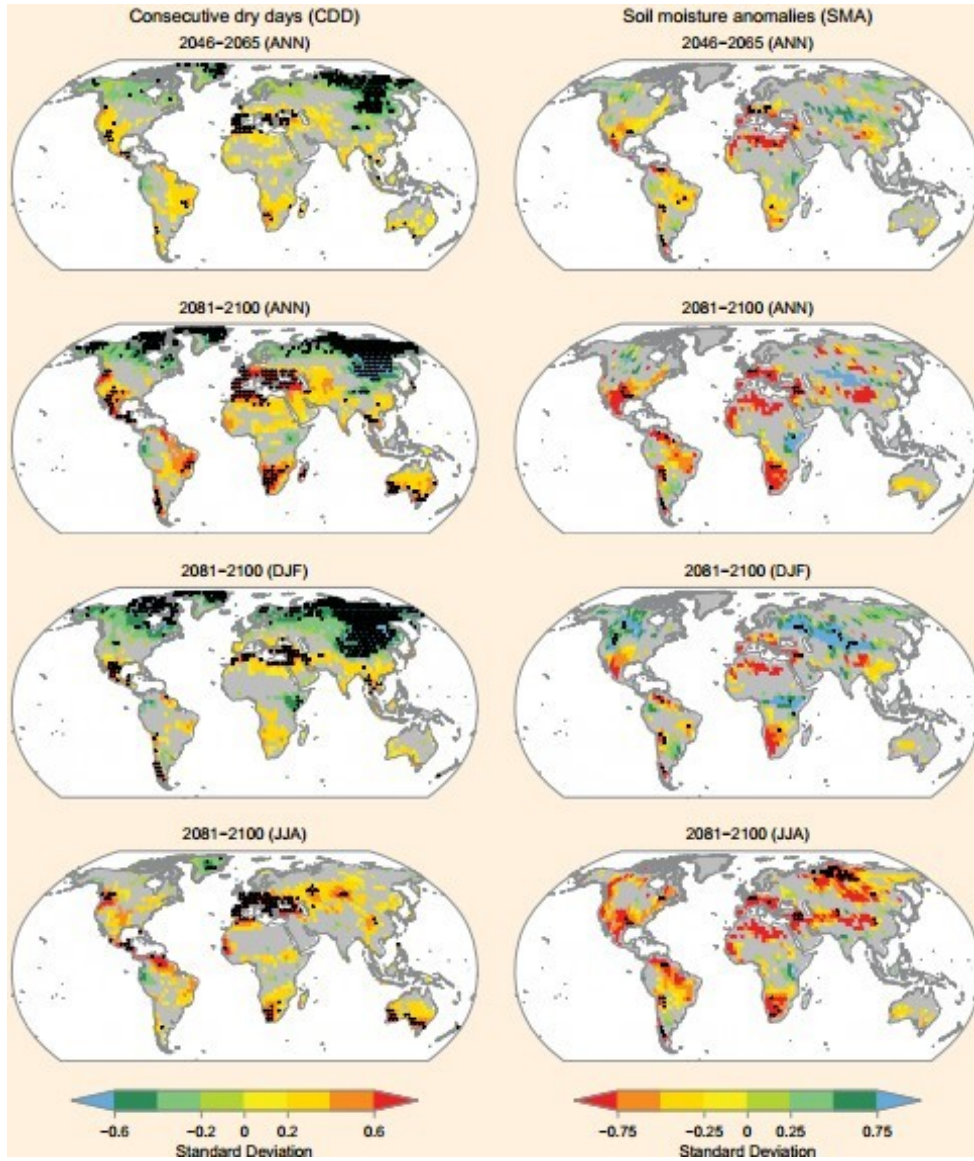 Consecutive dry days (CDD)
Soil moisture anomalies (SMA)
2046−2065 (ANN)
2046−2065 (ANN)
2081−2100 (ANN)
2081−2100 (ANN)
2081−2100 (DJF)
2081−2100 (DJF)
2081−2100 (JJA)
2081−2100 (JJA)
−0.6 −0.2 0 0.2 0.6
−0.75 −0.25 0 0.25 0.75
Standard Deviation
Standard Deviation